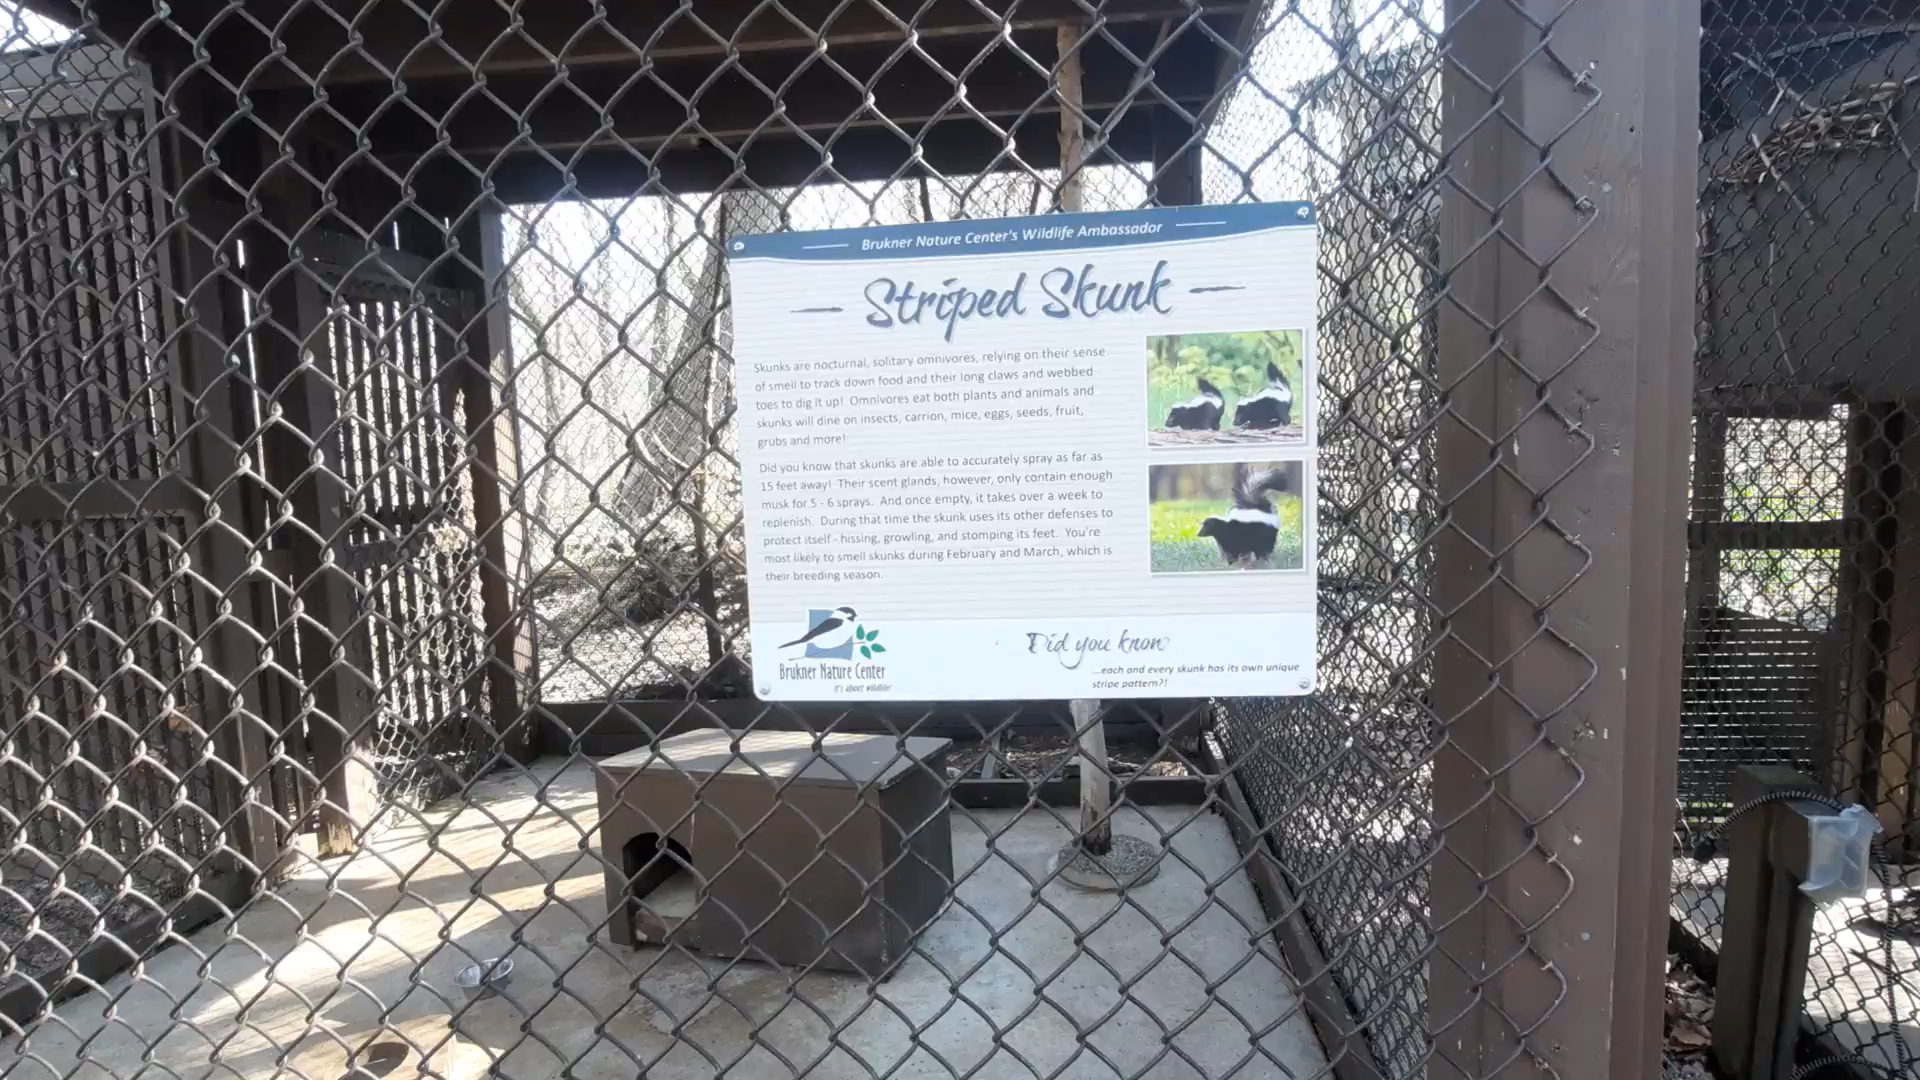 Brukner Nature Center's Wildlife Ambassador
Striped Skunk
Skunks are nocturnal, solitary omnivores, relying on their sense
of smell to track down food and their long claws and webbed
toes to dig it up! Omnivores eat both plants and animals and
skunks will dine on insects, carrion, mice, eggs, seeds, fruit,
grubs and more!
Did you know that skunks are able to accurately spray as far as
15 feet away! Their scent glands, however, only contain enough
musk for 5 - 6 sprays. And once empty, it takes over a week to
replenish. During that time the skunk uses its other defenses to
protect itself - hissing, growling, and stomping its feet. You're
most likely to smell skunks during February and March, which is
their breeding season.
Brukner Nature Center
it's about wildlife!
Did you know
...each and every skunk has its own unique
stripe pattern?!